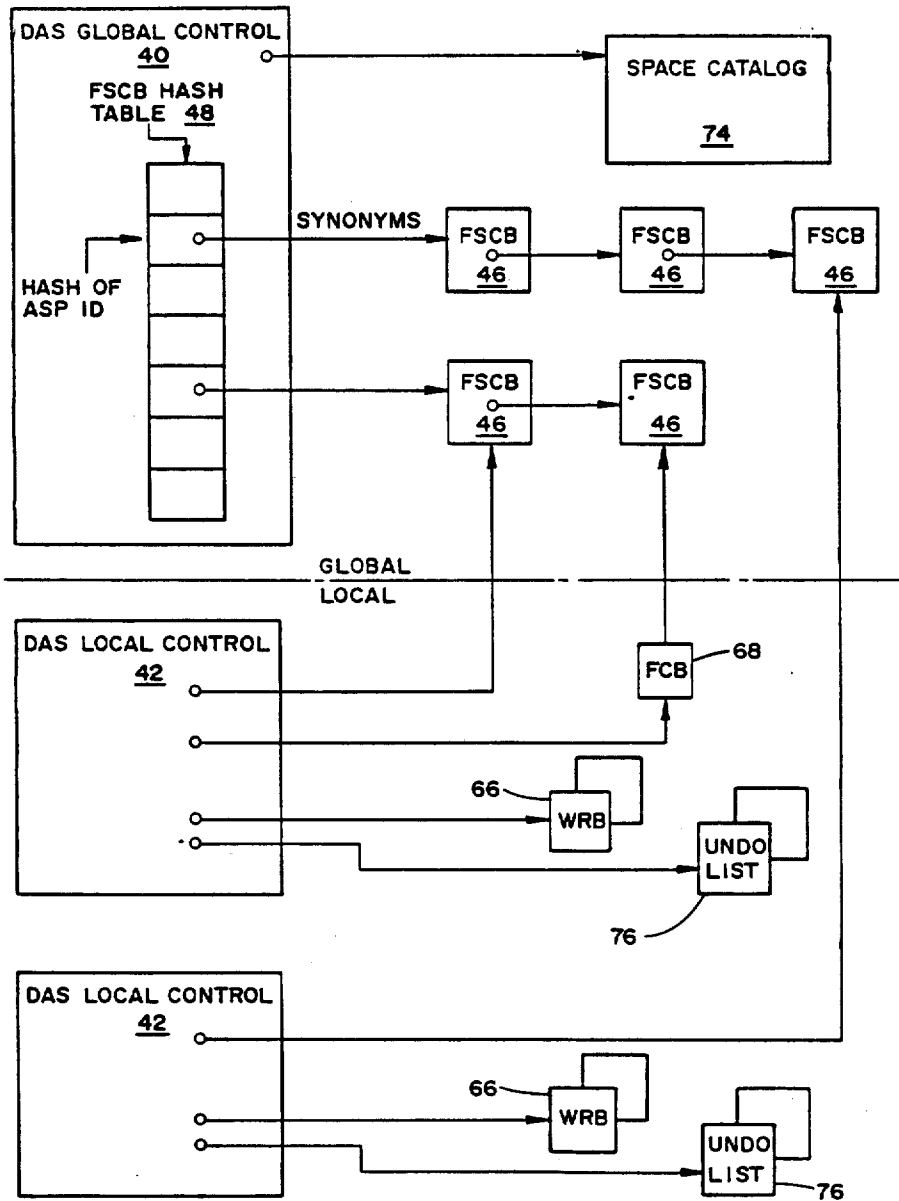 DAS GLOBAL CONTROL
40
FSCB HASH
TABLE 48
HASH OF
ASP ID
SPACE CATALOG
74
SYNONYMS
FSCB
46
FSCB
46
FSCB
46
FSCB
46
FSCB
46
GLOBAL
LOCAL
DAS LOCAL CONTROL
42
FCB
68
66
WRB
UNDO
LIST
76
DAS LOCAL CONTROL
42
66
WRB
UNDO
LIST
76